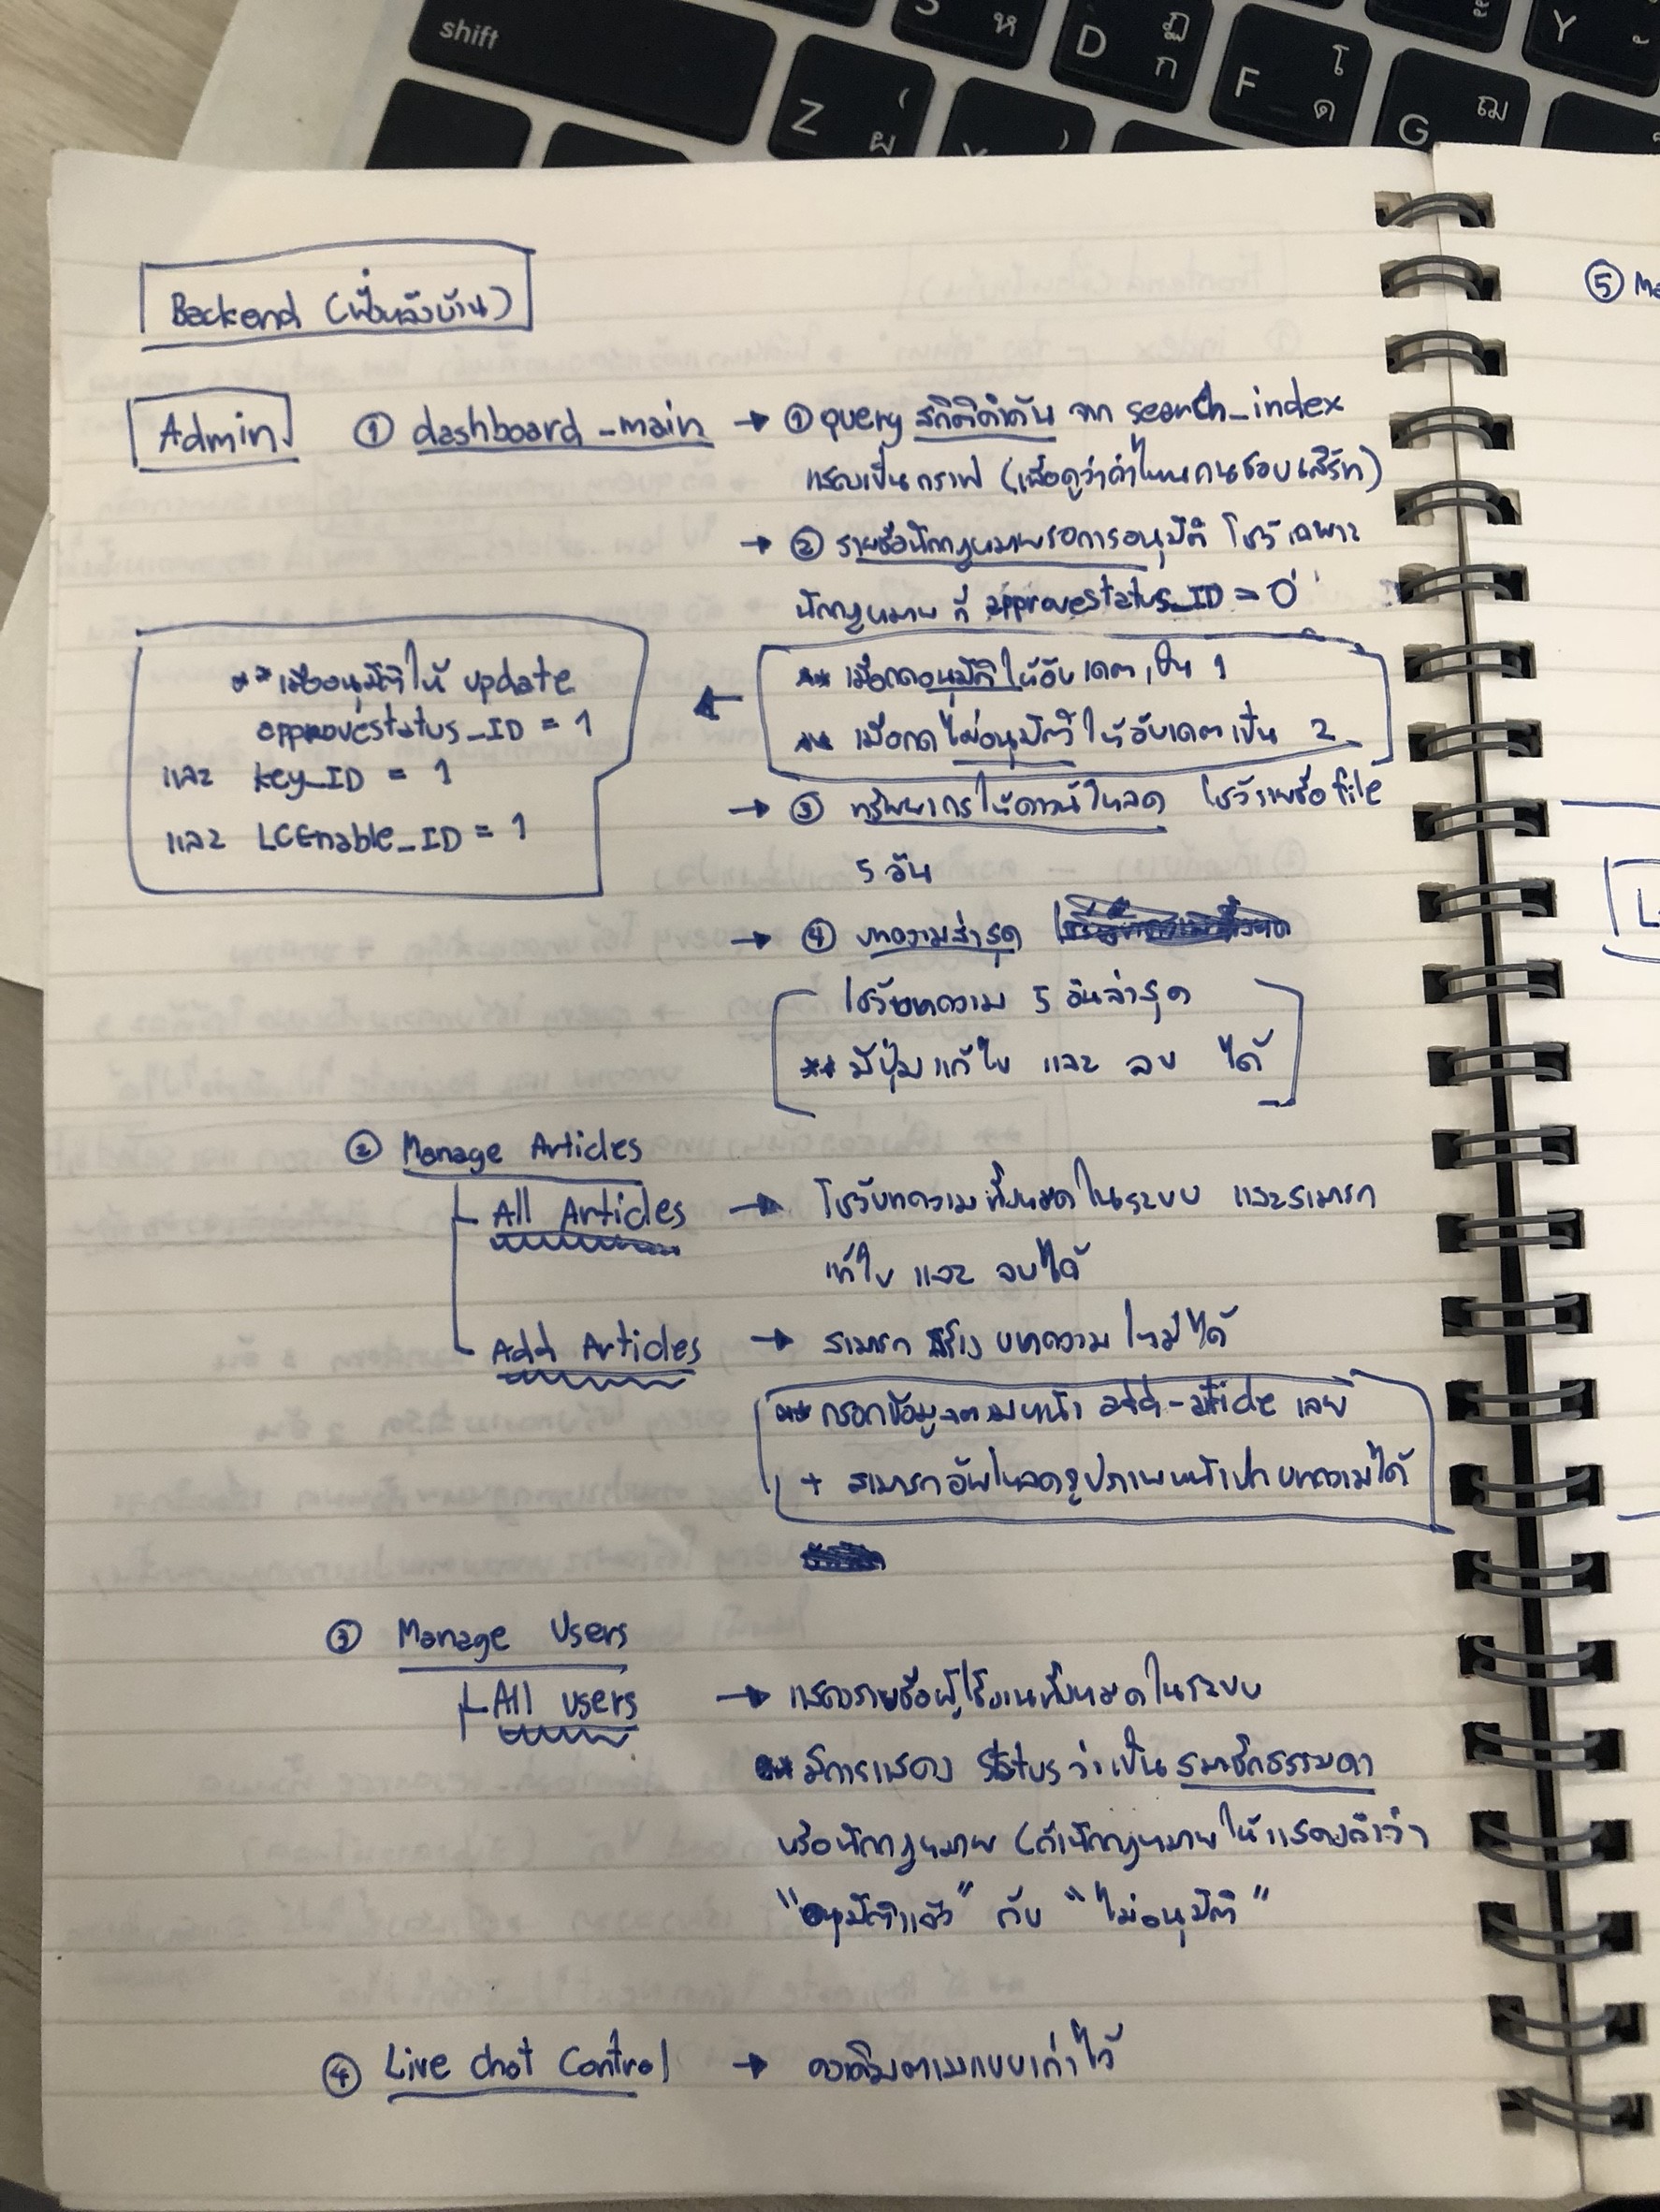 shift
ห
D ฏ ก
F โ ด
G ฌ
Y
Z ( ผ
)
Backend (ฝั่งหลังบ้าน)
Admin ① dashboard_main → ① query สถิติคำค้น จาก search_index
แสดงเป็นกราฟ (เพื่อดูว่าคำไหนคนชอบเสิร์ท)
→ ② รายชื่อนักกฎหมายรอการอนุมัติ โชว์เฉพาะ
นักกฎหมาย ที่ approvestatus_ID = 0
** เมื่อกดอนุมัติให้อัปเดตเป็น 1
** เมื่อกดไม่อนุมัติให้อัปเดตเป็น 2
←
** เมื่ออนุมัติให้ update
approvestatus_ID = 1
และ key_ID = 1
และ LCEnable_ID = 1
→ ③ ทรัพยากรให้ดาวน์โหลด โชว์รายชื่อ file
5 อัน
→ ④ บทความล่าสุด
โชว์บทความ 5 อันล่าสุด
** มีปุ่มแก้ไข และ ลบ ได้
② Manage Articles
All Articles → โชว์บทความทั้งหมดในระบบ และสามารถ
แก้ไข และ ลบได้
Add Articles → สามารถ สร้าง บทความใหม่ได้
** กรอกข้อมูลตามหน้า add-article เลย
+ สามารถอัพโหลดรูปภาพหน้าปกบทความได้
③ Manage Users
All users → แสดงรายชื่อผู้ใช้งานทั้งหมดในระบบ
** มีการแสดง status ว่าเป็น สมาชิกธรรมดา
หรือนักกฎหมาย (ถ้านักกฎหมายให้แสดงคำว่า
"อนุมัติแล้ว" กับ "ไม่อนุมัติ"
④ Live chat Control → คงเดิมตามแบบเก่าไว้
⑤ Ma
L